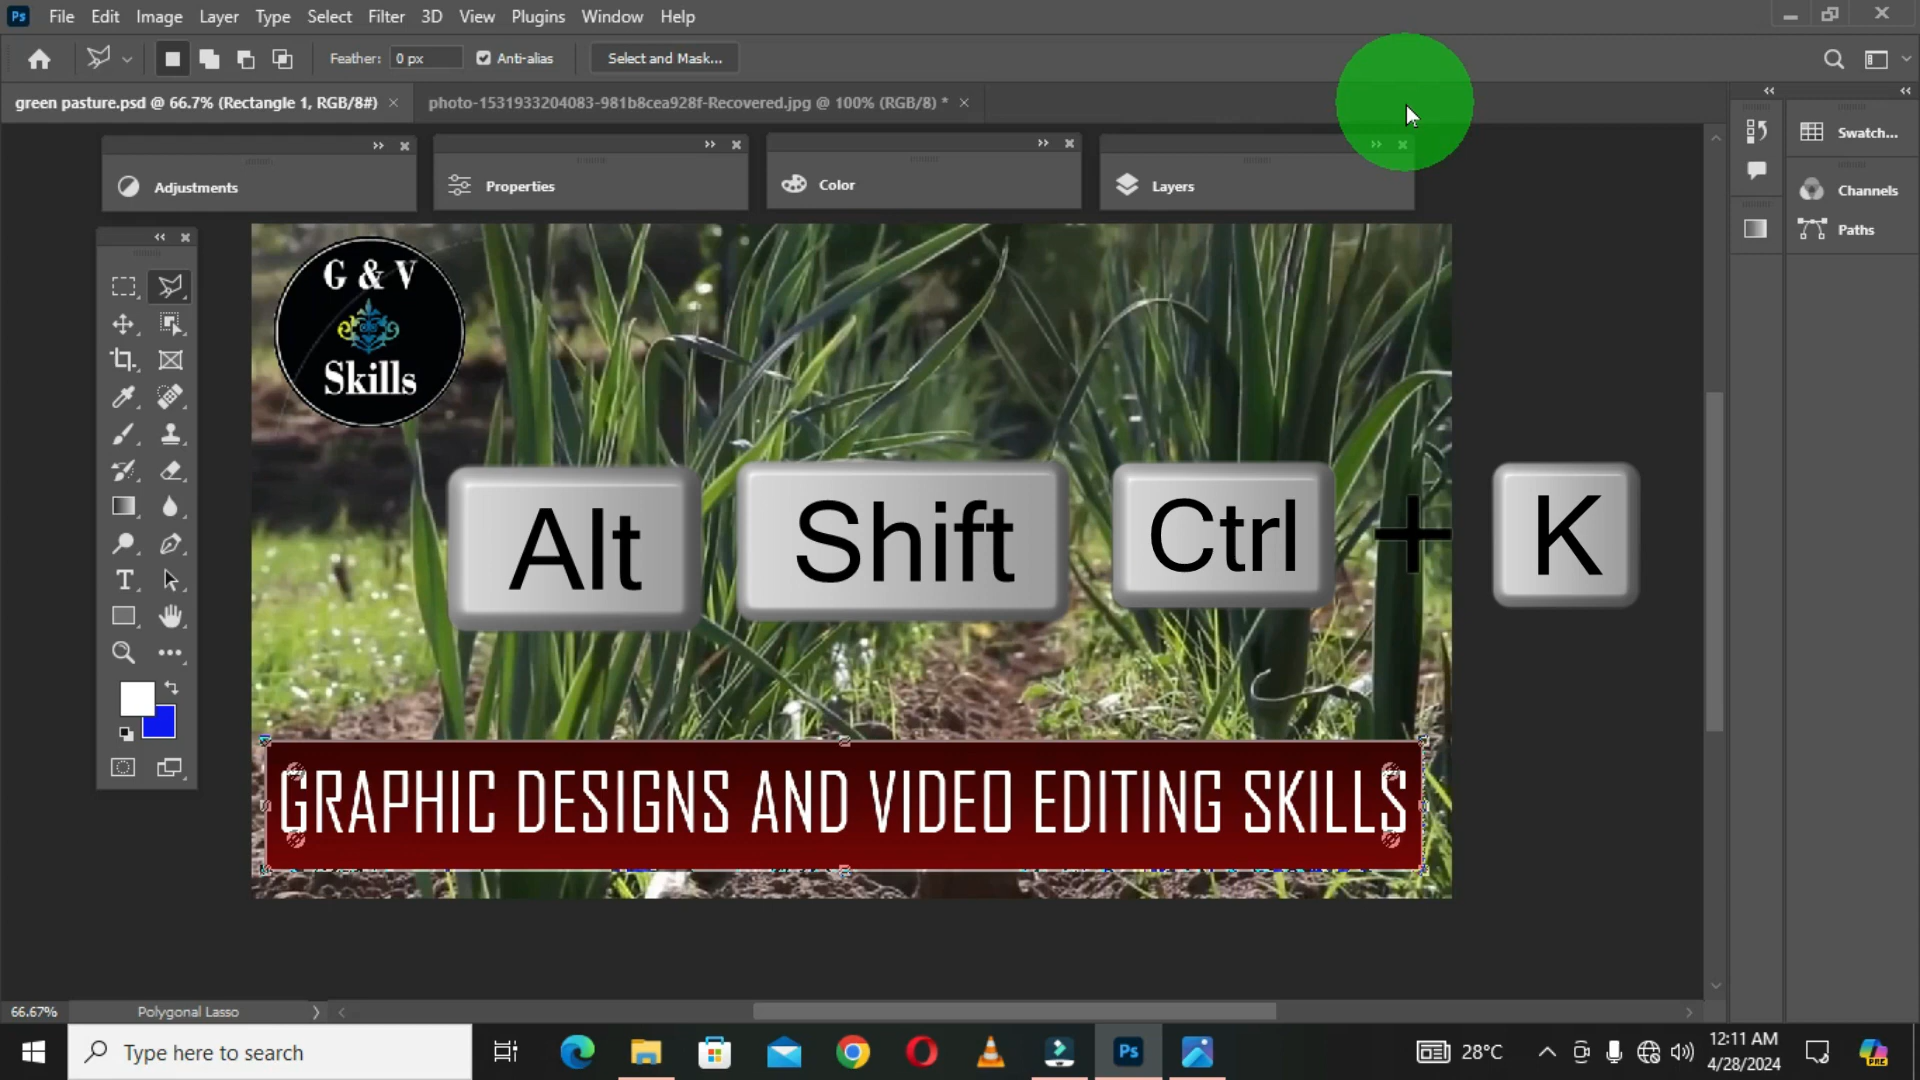 Ps File Edit Image Layer Type Select Filter 3D View Plugins Window Help
Feather: 0 px Anti-alias Select and Mask...
green pasture.psd @ 66.7% (Rectangle 1, RGB/8#) × photo-1531933204083-981b8cea928f-Recovered.jpg @ 100% (RGB/8) * ×
Adjustments Properties Color Layers
Swatch...
Channels
Paths
G & V
Skills
Alt Shift Ctrl + K
T
GRAPHIC DESIGNS AND VIDEO EDITING SKILLS
66.67% Polygonal Lasso
Type here to search
Ps
28°C
12:11 AM
4/28/2024
PRE